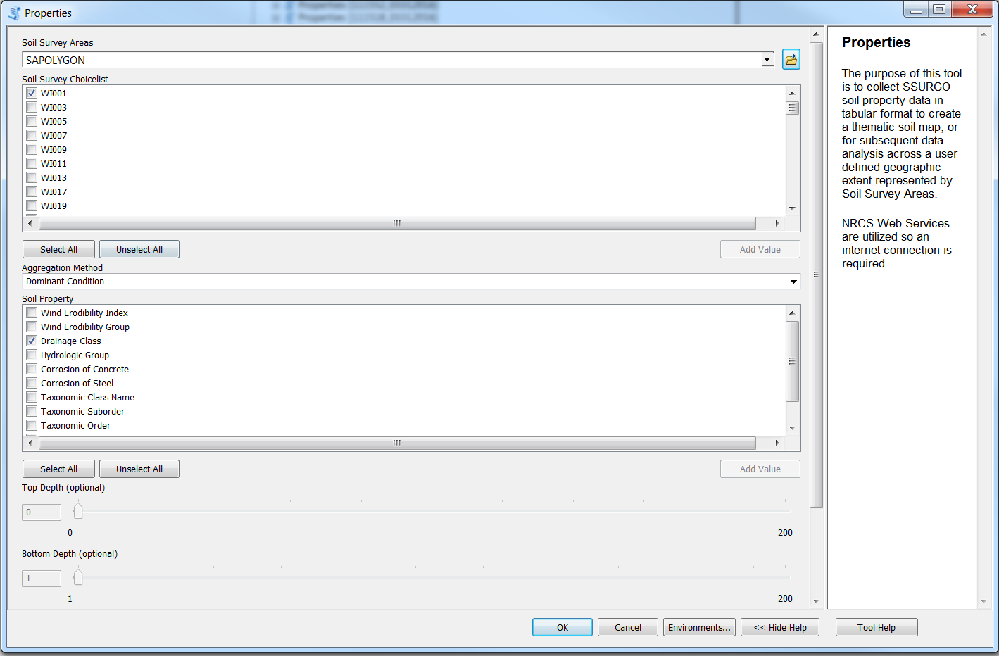 Properties
Soil Survey Areas
SAPOLYGON
Soil Survey Choicelist
WI001
WI003
WI005
WI007
WI009
WI011
WI013
WI017
WI019
Select All
Unselect All
Add Value
Aggregation Method
Dominant Condition
Soil Property
Wind Erodibility Index
Wind Erodibility Group
Drainage Class
Hydrologic Group
Corrosion of Concrete
Corrosion of Steel
Taxonomic Class Name
Taxonomic Suborder
Taxonomic Order
Select All
Unselect All
Add Value
Top Depth (optional)
0
0
200
Bottom Depth (optional)
1
1
200
Properties
The purpose of this tool
is to collect SSURGO
soil property data in
tabular format to create
a thematic soil map, or
for subsequent data
analysis across a user
defined geographic
extent represented by
Soil Survey Areas.
NRCS Web Services
are utilized so an
internet connection is
required.
OK
Cancel
Environments...
<< Hide Help
Tool Help